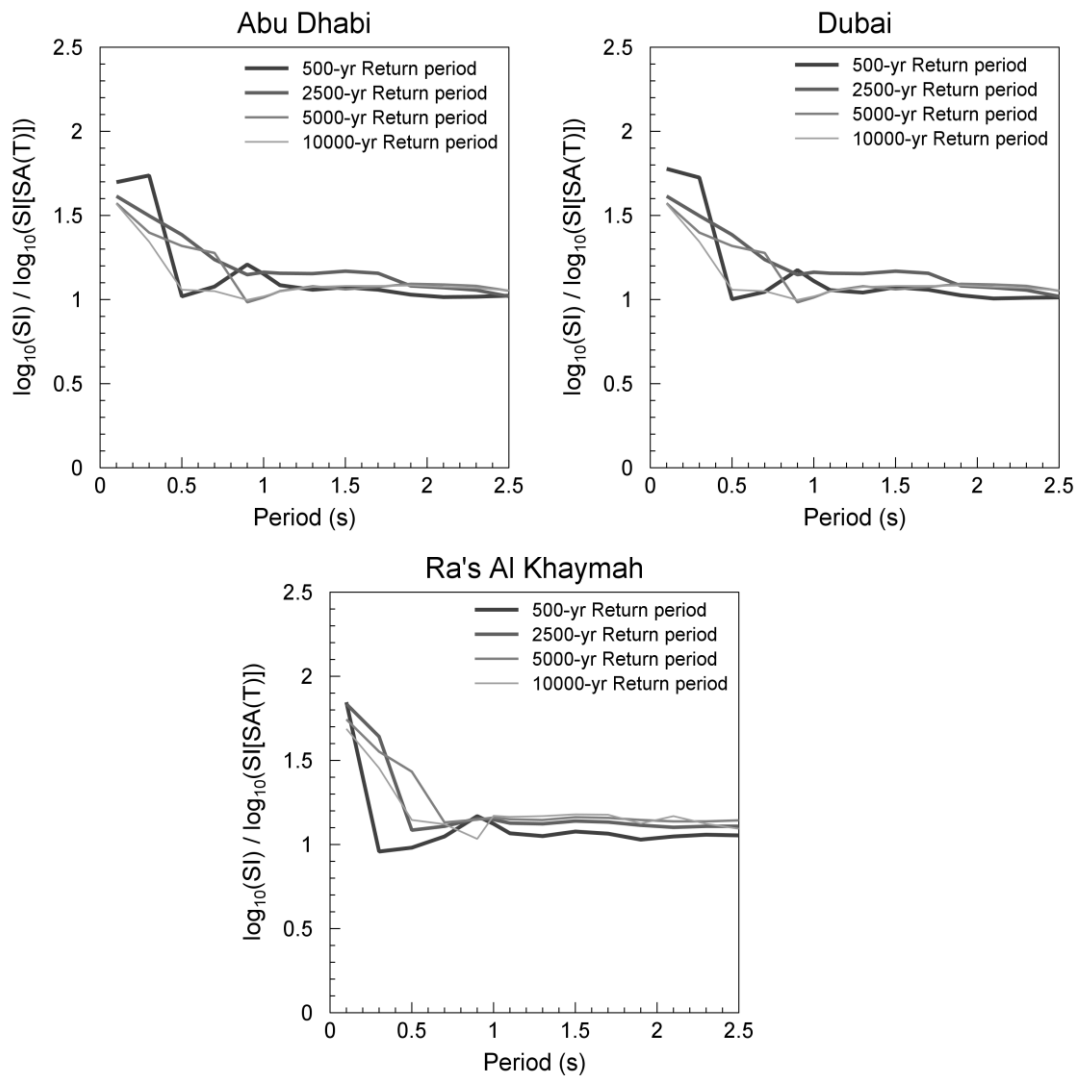 Abu Dhabi
2.5
2
1.5
1
0.5
0
log10(SI) / log10(SI[SA(T)])
500-yr Return period
2500-yr Return period
5000-yr Return period
10000-yr Return period
0 0.5 1 1.5 2 2.5
Period (s)
Dubai
2.5
2
1.5
1
0.5
0
log10(SI) / log10(SI[SA(T)])
500-yr Return period
2500-yr Return period
5000-yr Return period
10000-yr Return period
0 0.5 1 1.5 2 2.5
Period (s)
Ra's Al Khaymah
2.5
2
1.5
1
0.5
0
log10(SI) / log10(SI[SA(T)])
500-yr Return period
2500-yr Return period
5000-yr Return period
10000-yr Return period
0 0.5 1 1.5 2 2.5
Period (s)